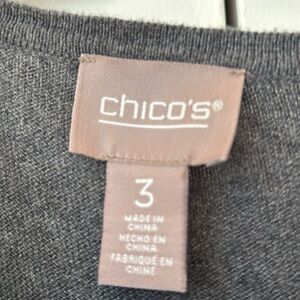 chico's®
3
MADE IN
CHINA
HECHO EN
CHINA
FABRIQUÉ EN
CHINE